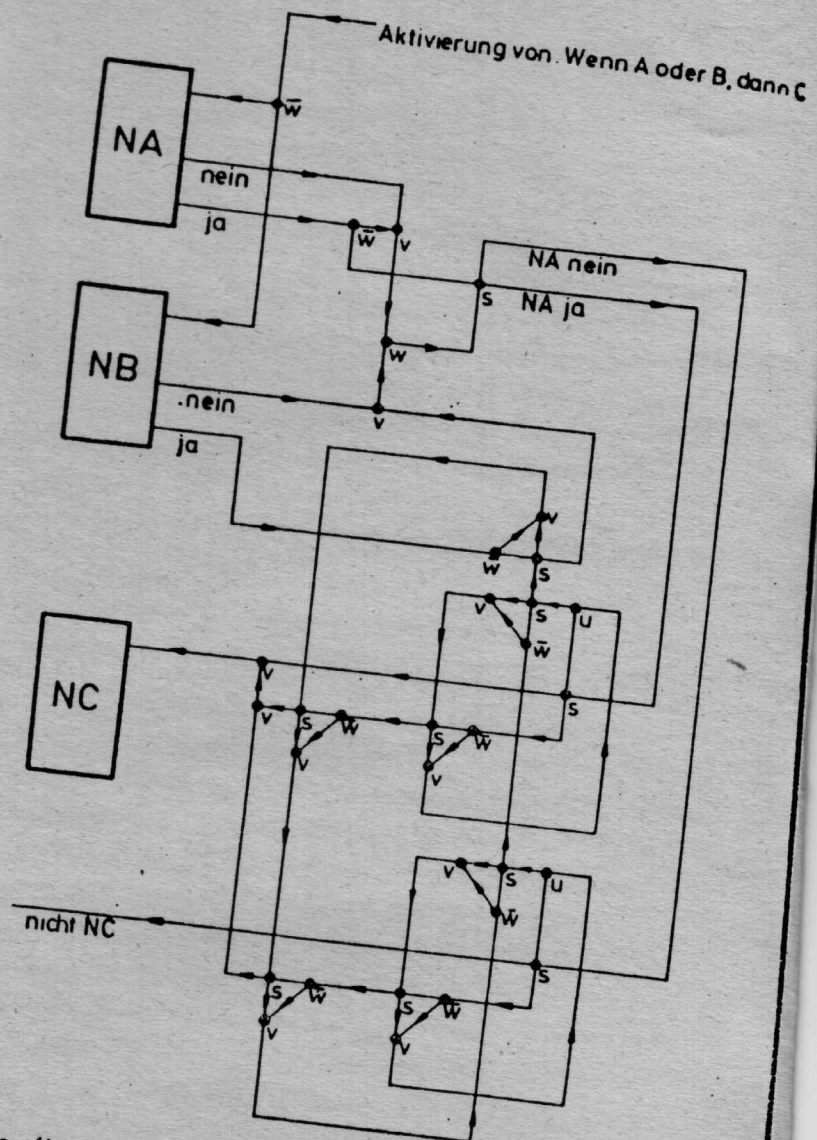 Aktivierung von. Wenn A oder B, dann C
w̄
NA
nein
ja
w̄
v
NA nein
s
NA ja
NB
w
.nein
v
ja
v
w
s
v
s
u
w̄
NC
v
s
v
s
w̄
s
w̄
v
v
v
s
u
w̄
nicht NC
s
s
w̄
s
w̄
v
v